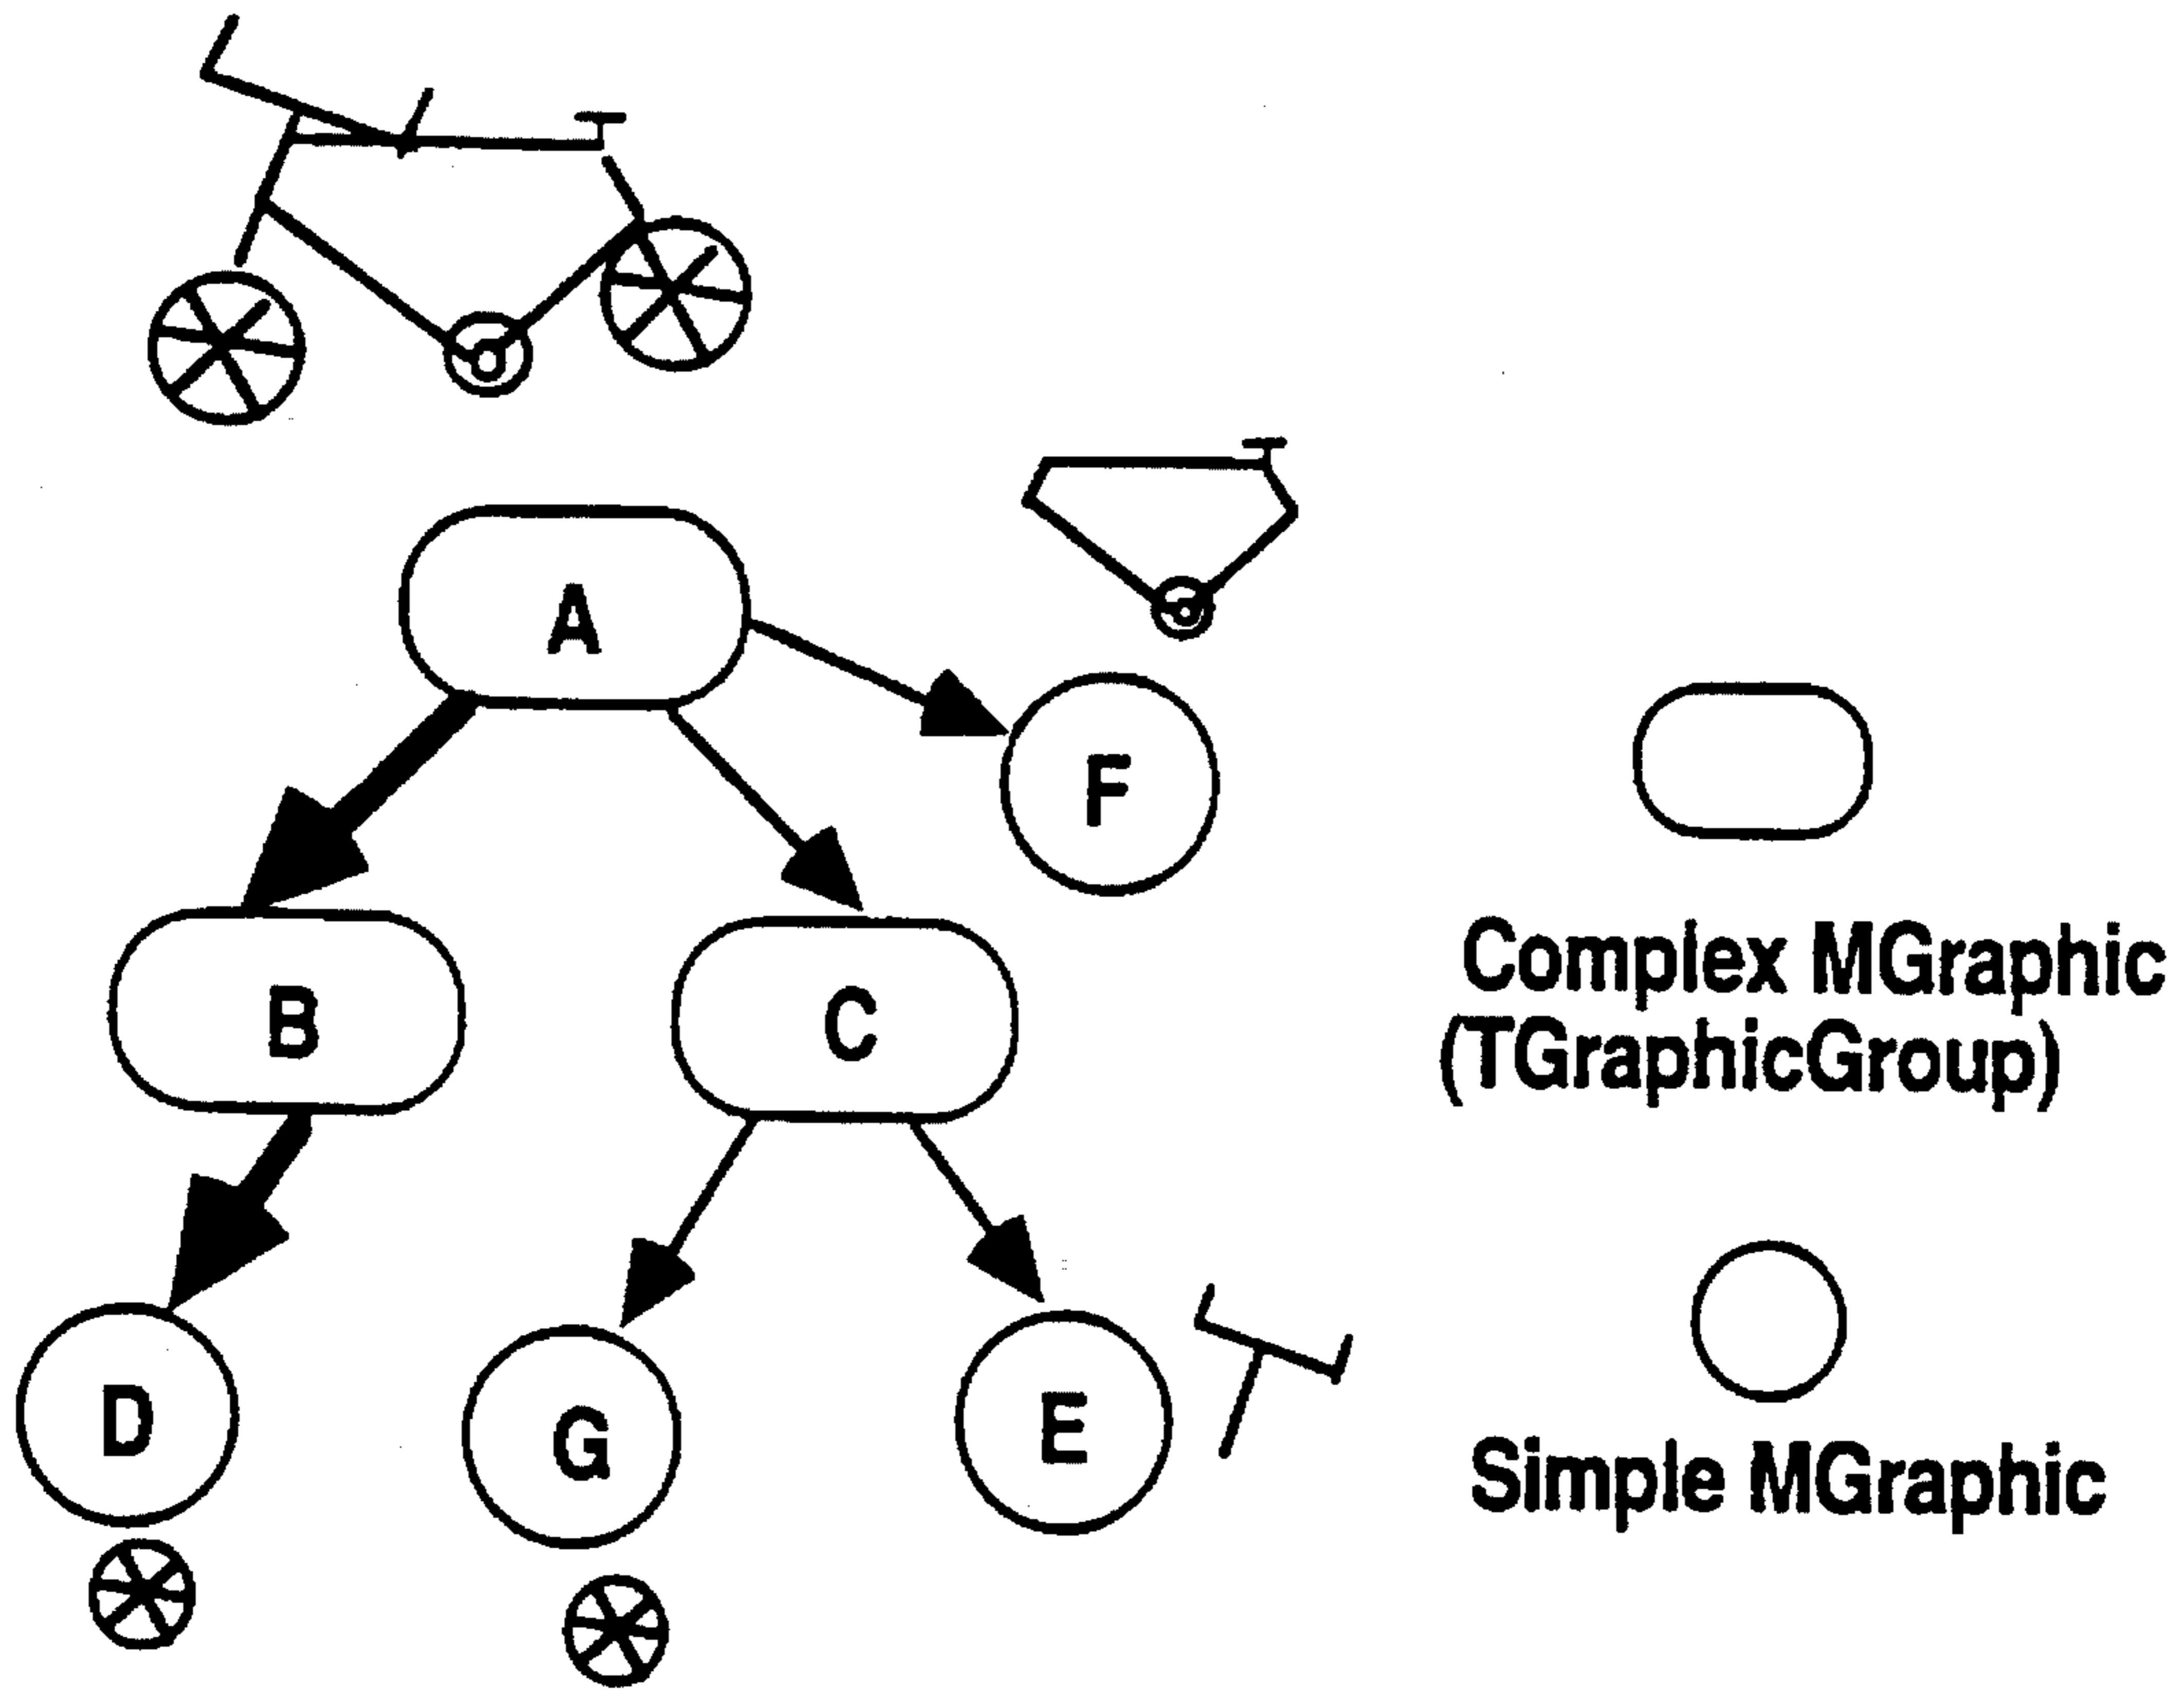 A
F
B
C
Complex MGraphic
(TGraphicGroup)
D
G
E
Simple MGraphic